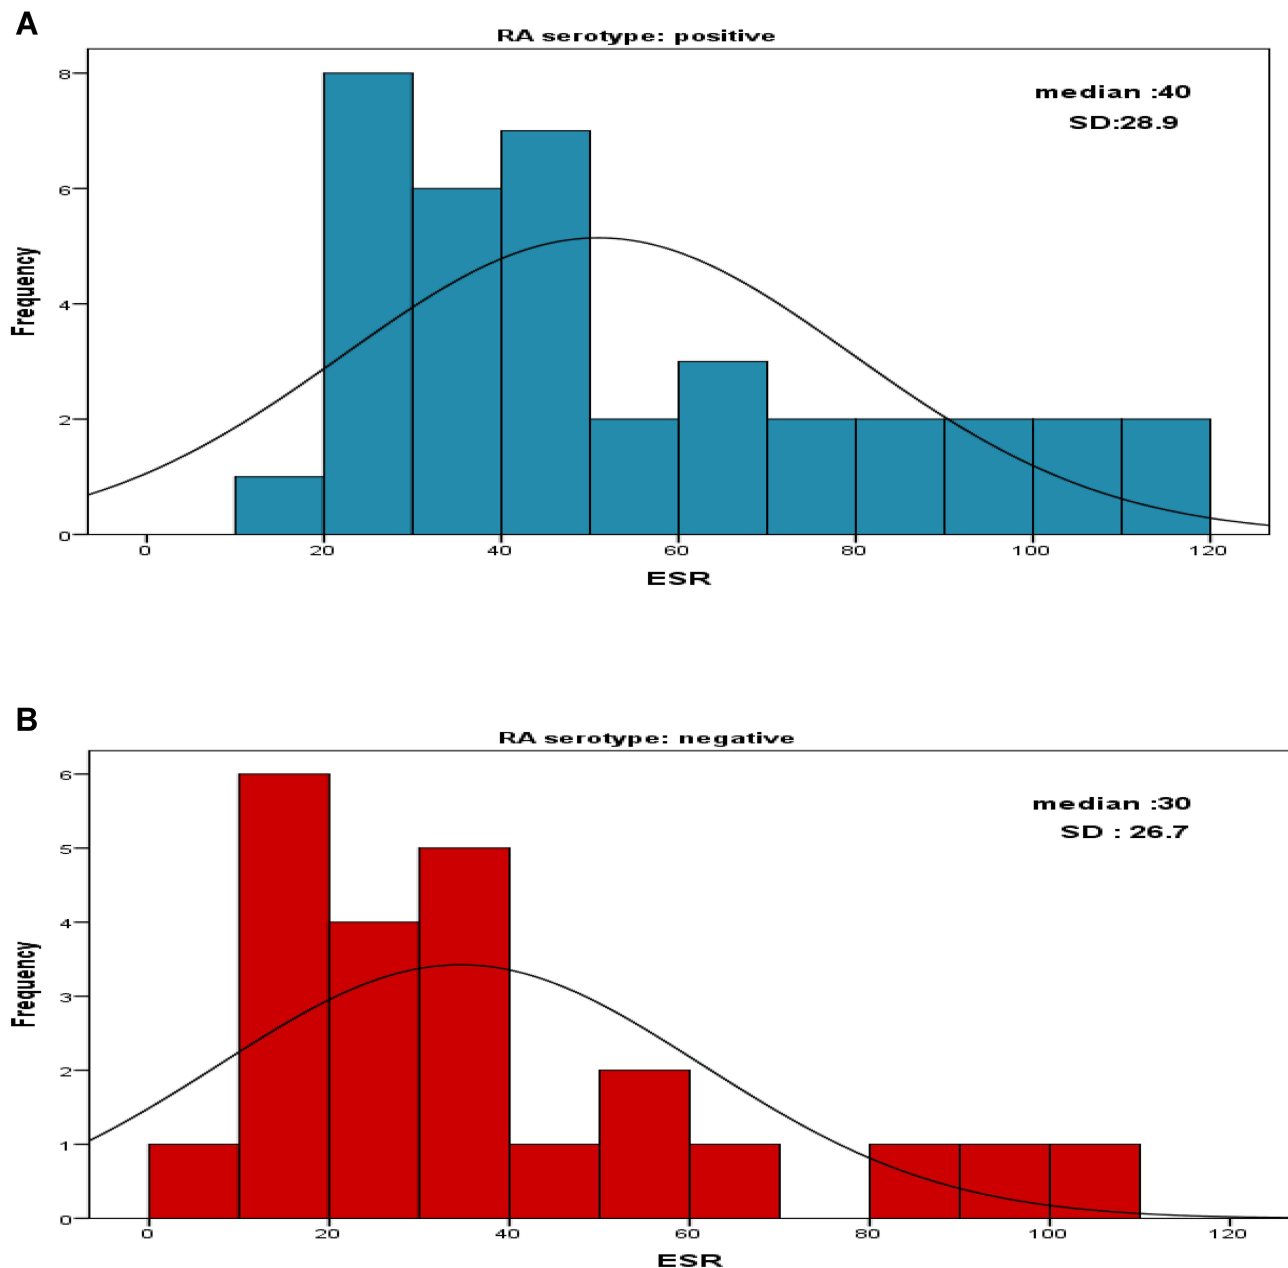 A
RA serotype: positive
median :40
SD:28.9
8
6
4
2
0
Frequency
0 20 40 60 80 100 120
ESR
B
RA serotype: negative
median :30
SD : 26.7
6
5
4
3
2
1
0
Frequency
0 20 40 60 80 100 120
ESR